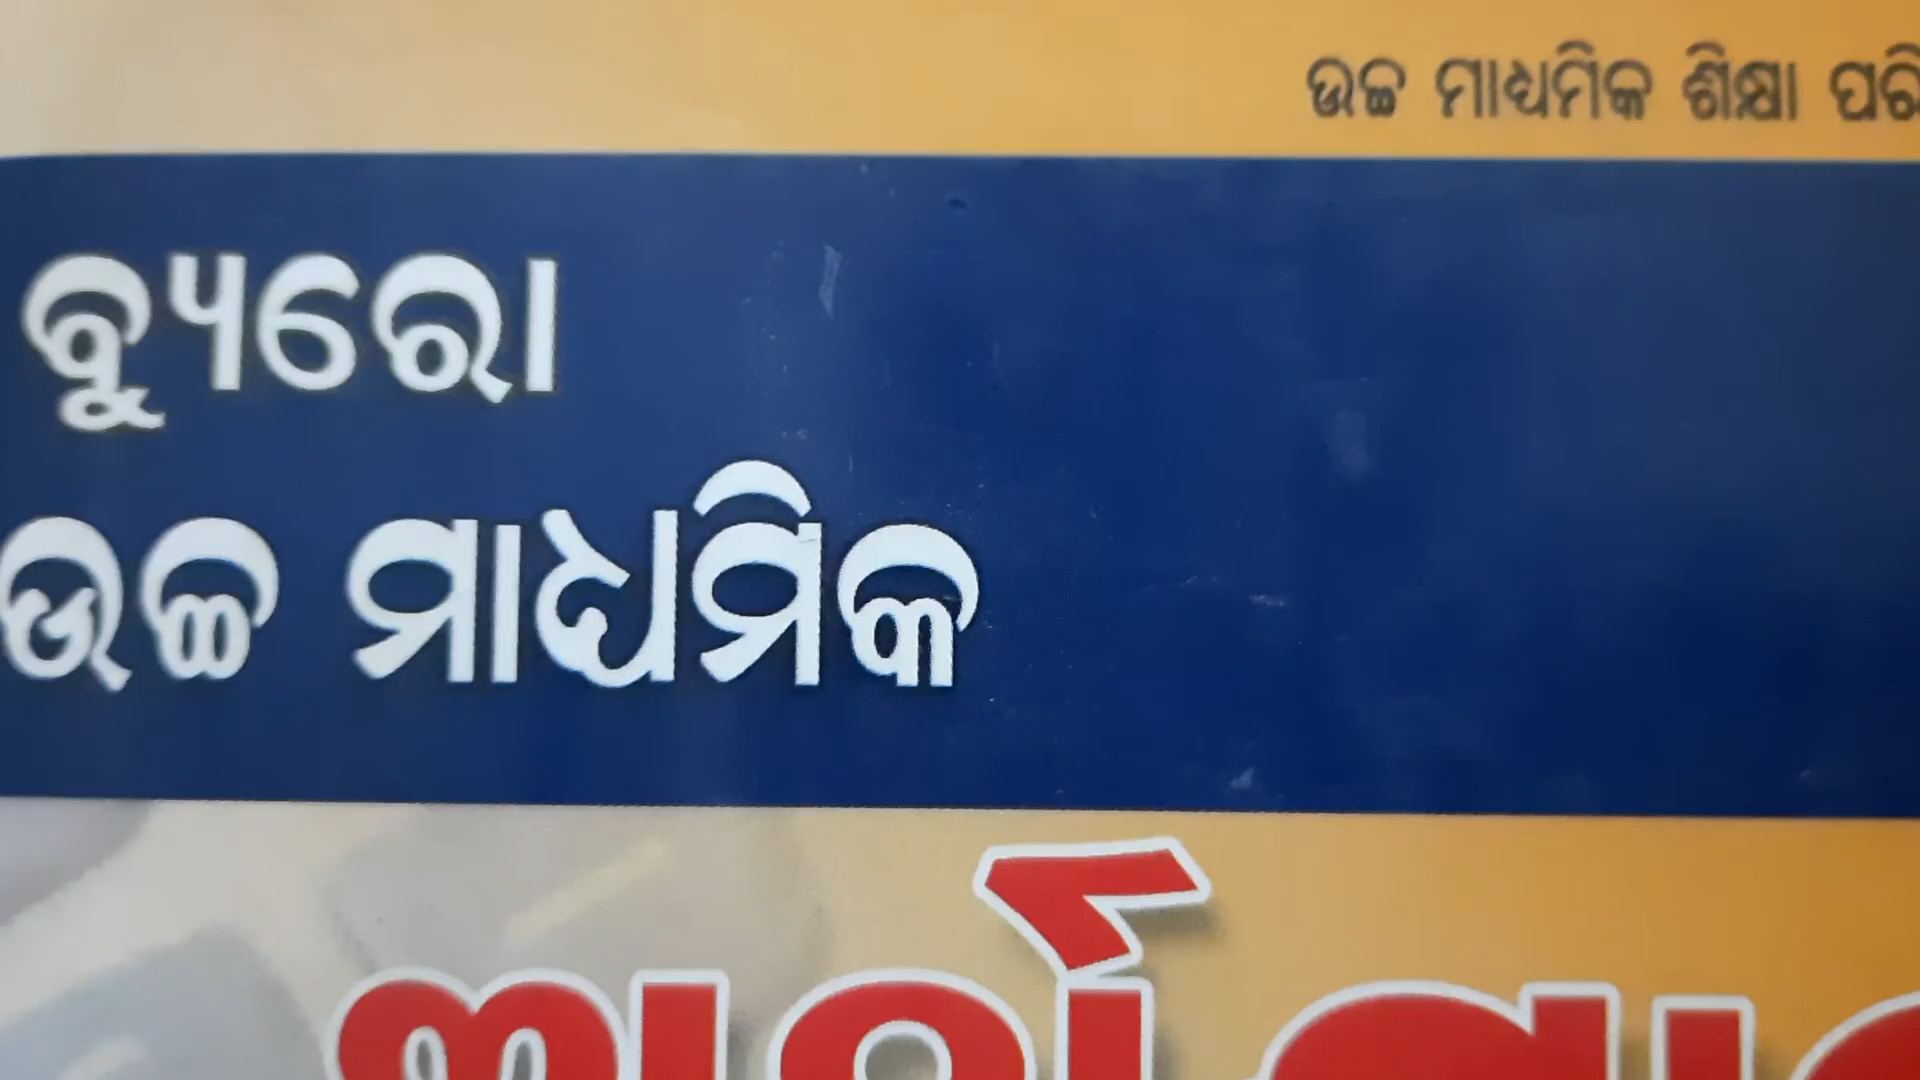 ଉଚ୍ଚ ମାଧ୍ୟମିକ ଶିକ୍ଷା
ବ୍ୟୁରୋ
ଉଚ୍ଚ ମାଧ୍ୟମିକ